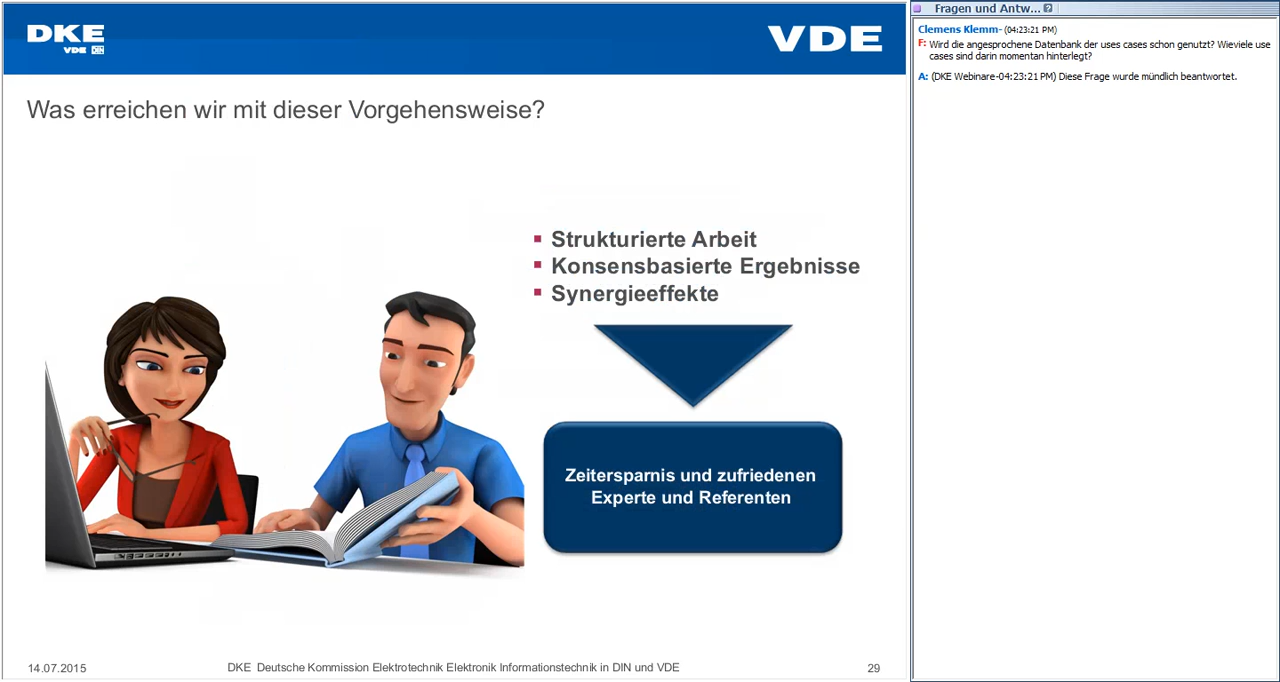 DKE
VDE DIN
VDE
Was erreichen wir mit dieser Vorgehensweise?
Strukturierte Arbeit
Konsensbasierte Ergebnisse
Synergieeffekte
Zeitersparnis und zufriedenen
Experte und Referenten
14.07.2015
DKE Deutsche Kommission Elektrotechnik Elektronik Informationstechnik in DIN und VDE
29
Fragen und Antw... ?
Clemens Klemm- (04:23:21 PM)
F: Wird die angesprochene Datenbank der uses cases schon genutzt? Wieviele use
cases sind darin momentan hinterlegt?
A: (DKE Webinare-04:23:21 PM) Diese Frage wurde mündlich beantwortet.